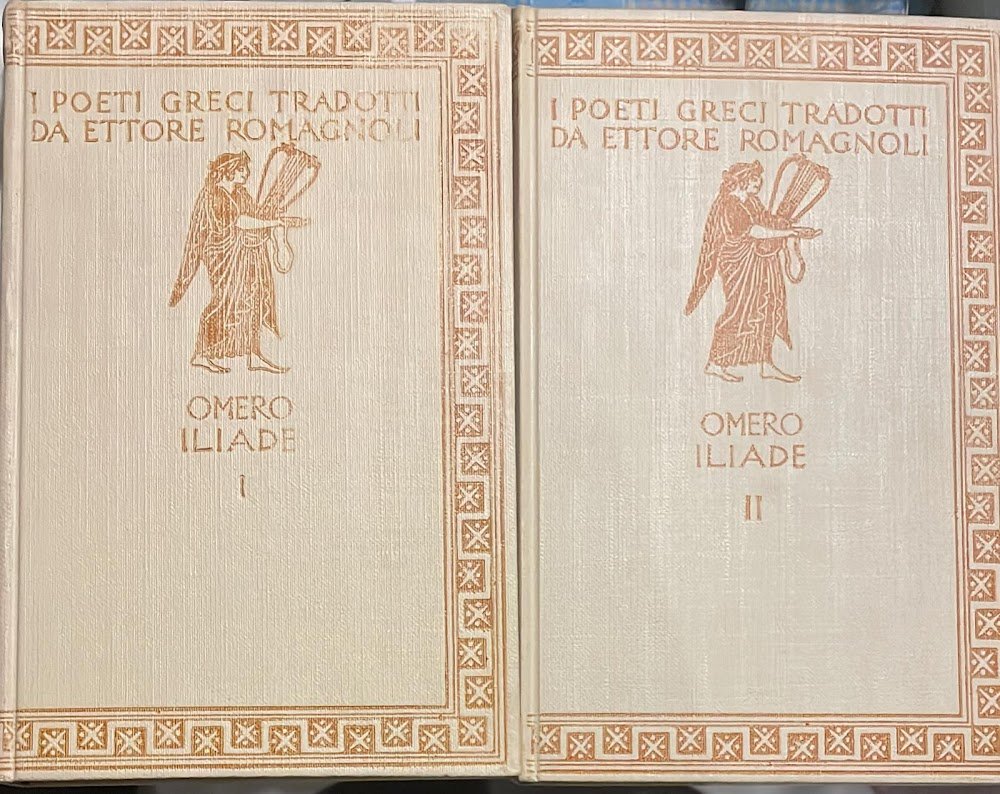 I POETI GRECI TRADOTTI
DA ETTORE ROMAGNOLI
OMERO
ILIADE
I
I POETI GRECI TRADOTTI
DA ETTORE ROMAGNOLI
OMERO
ILIADE
II